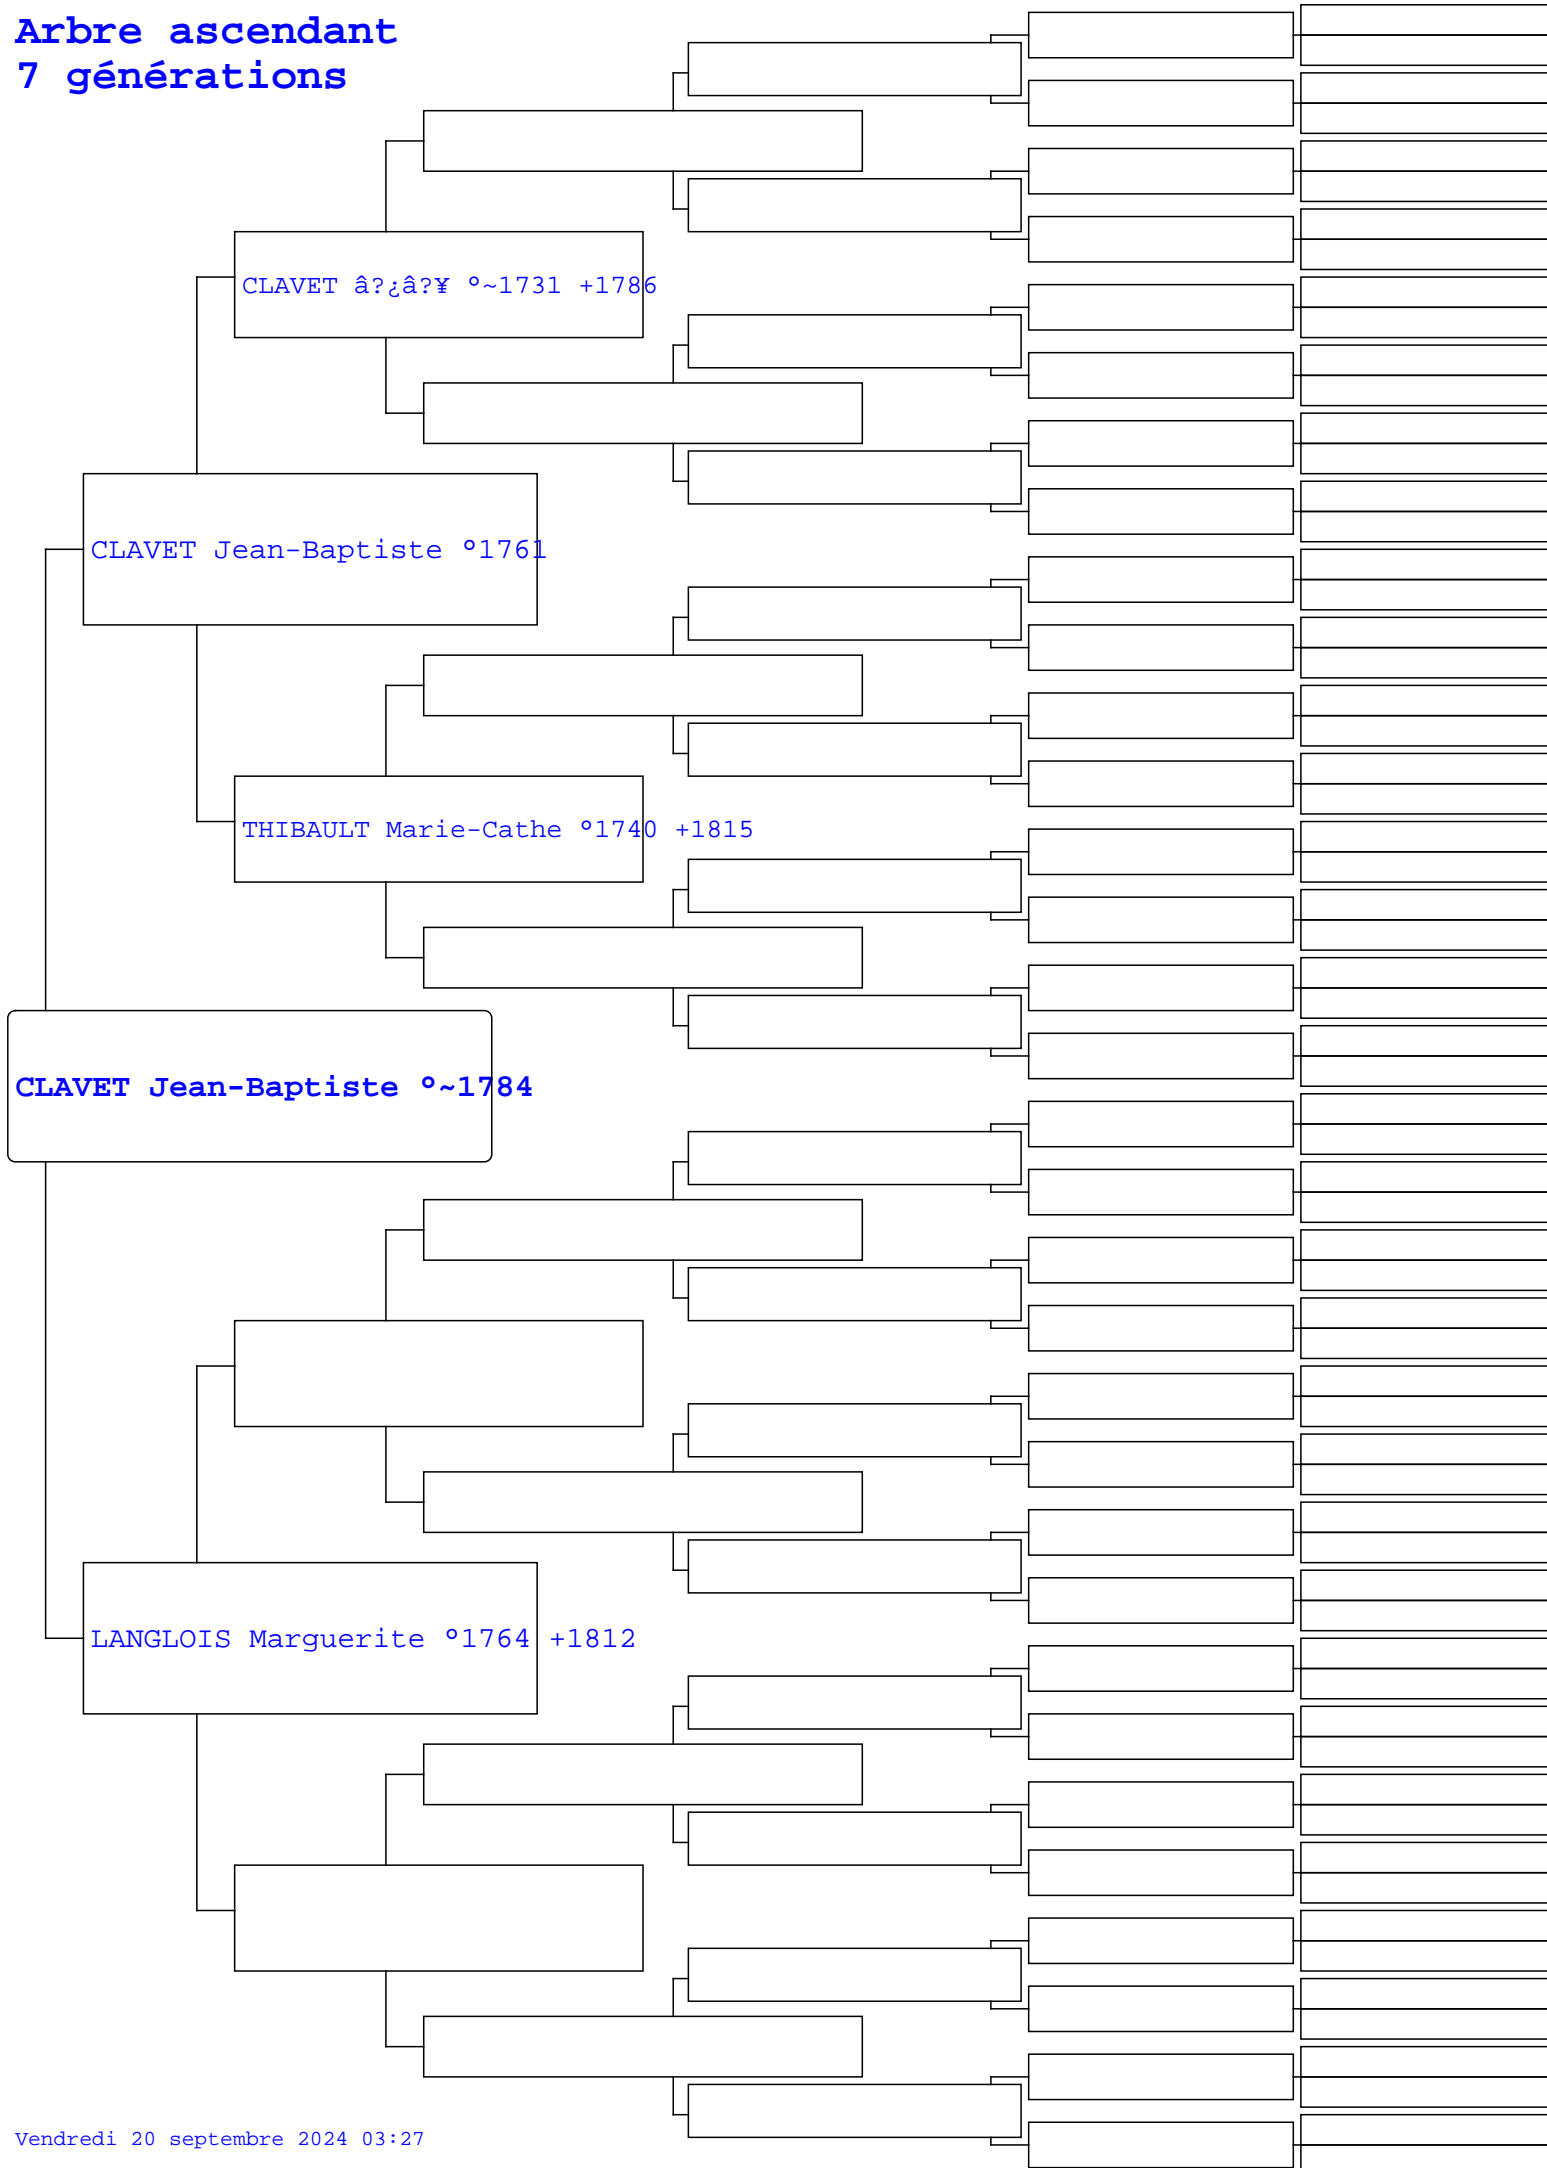 Arbre ascendant
7 générations
CLAVET â?¿â?¥ °~1731 +1786
CLAVET Jean-Baptiste °1761
THIBAULT Marie-Cathe °1740 +1815
CLAVET Jean-Baptiste °~1784
LANGLOIS Marguerite °1764 +1812
Vendredi 20 septembre 2024 03:27